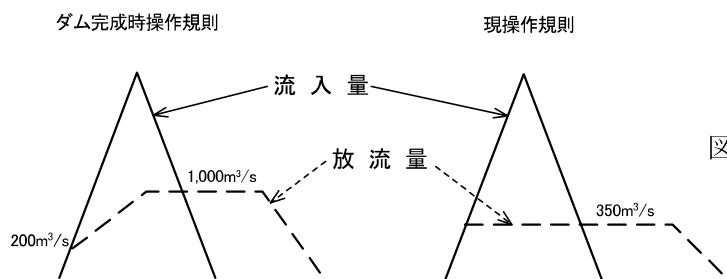 ダム完成時操作規則
現操作規則
流入量
図
放流量
1,000m³/s
350m³/s
200m³/s